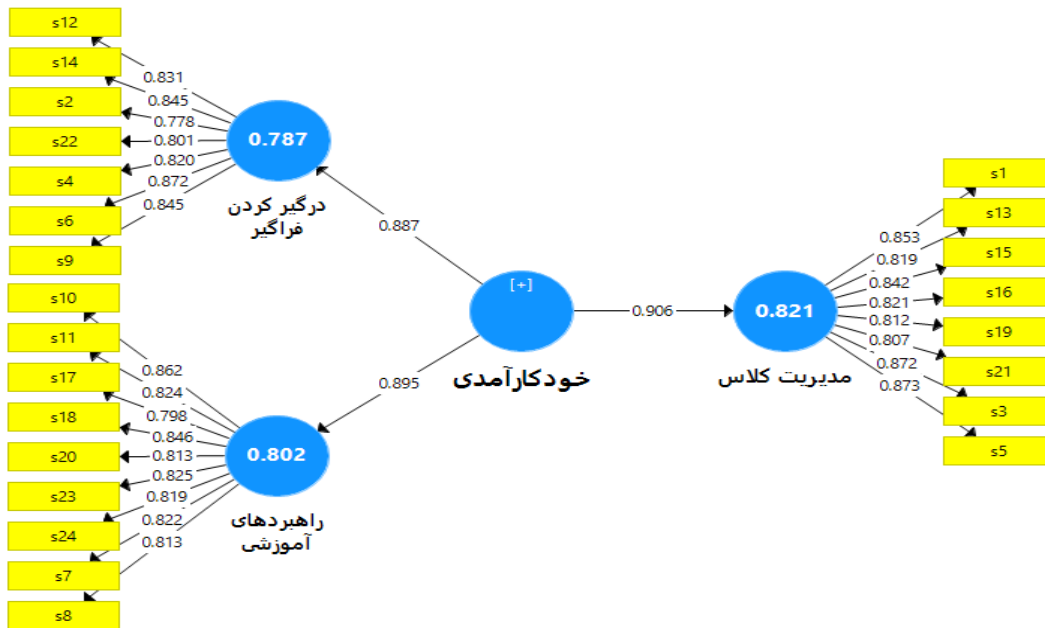 s12
s14
s2
s22
s4
s6
s9
0.831
0.845
0.778
0.801
0.820
0.872
0.845
0.787
درگیر کردن
فراگیر
0.887
s10
s11
s17
s18
s20
s23
s24
s7
s8
0.862
0.824
0.798
0.846
0.813
0.825
0.819
0.822
0.813
0.802
راهبردهای
آموزشی
0.895
[+]
خودکارآمدی
0.906
0.821
مدیریت کلاس
0.853
0.819
0.842
0.821
0.812
0.807
0.872
0.873
s1
s13
s15
s16
s19
s21
s3
s5